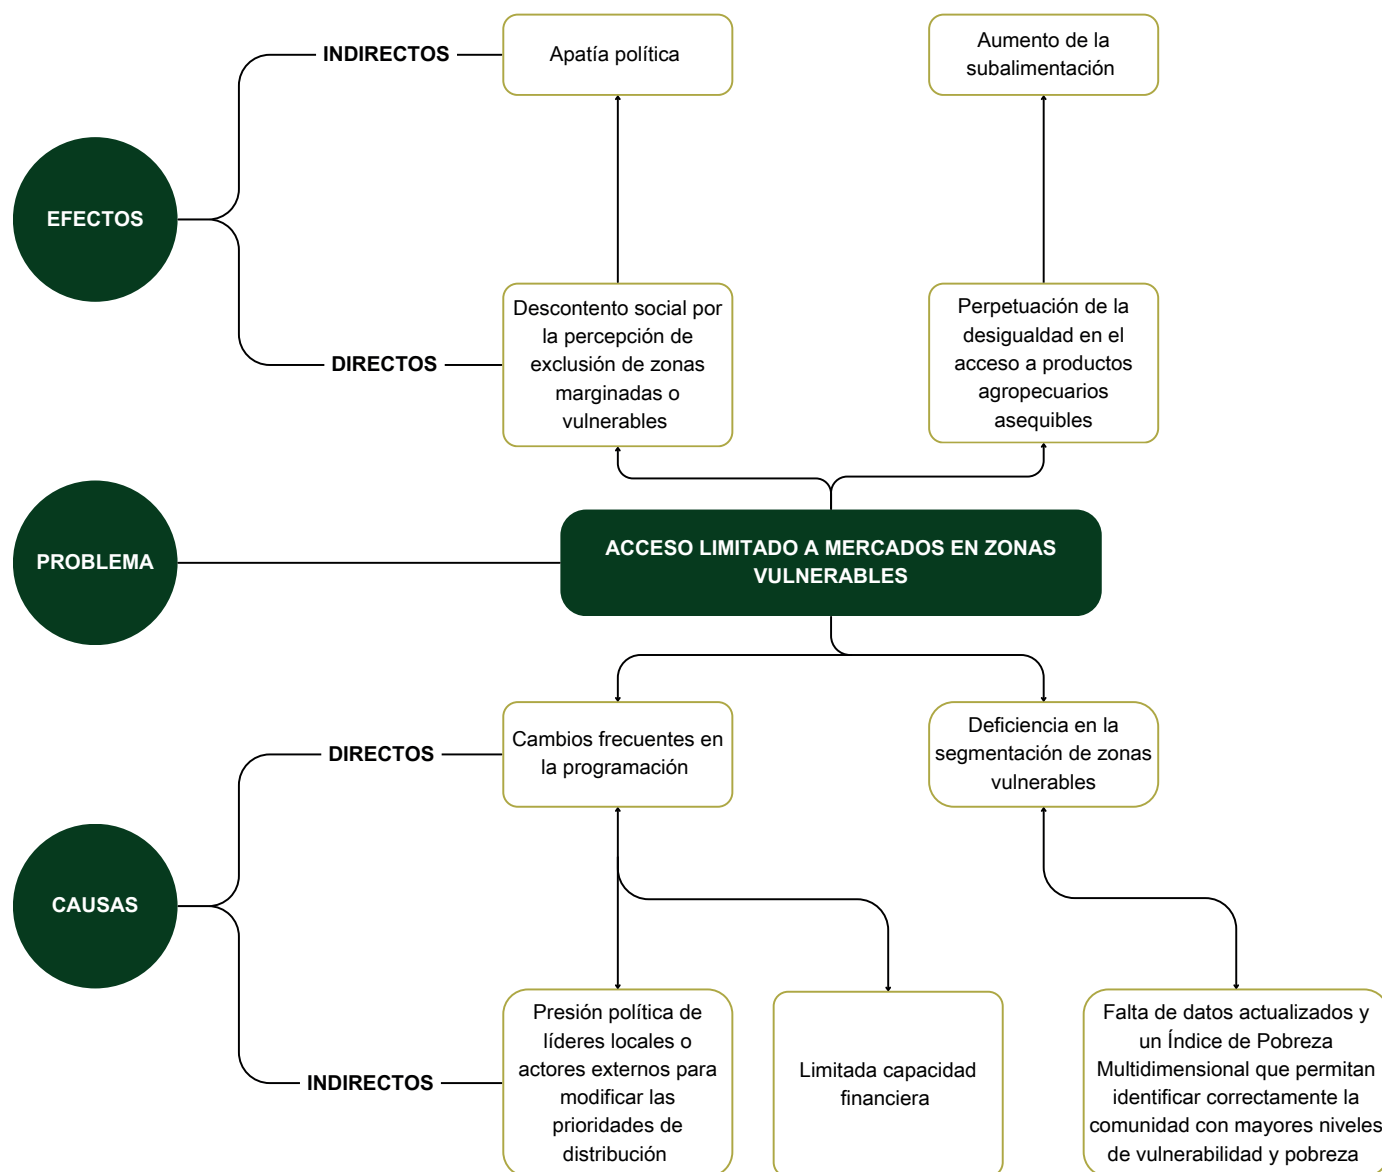 INDIRECTOS
Apatía política
Aumento de la
subalimentación
EFECTOS
DIRECTOS
Descontento social por
la percepción de
exclusión de zonas
marginadas o
vulnerables
Perpetuación de la
desigualdad en el
acceso a productos
agropecuarios
asequibles
PROBLEMA
ACCESO LIMITADO A MERCADOS EN ZONAS
VULNERABLES
DIRECTOS
Cambios frecuentes en
la programación
Deficiencia en la
segmentación de zonas
vulnerables
CAUSAS
INDIRECTOS
Presión política de
líderes locales o
actores externos para
modificar las
prioridades de
distribución
Limitada capacidad
financiera
Falta de datos actualizados y
un Índice de Pobreza
Multidimensional que permitan
identificar correctamente la
comunidad con mayores niveles
de vulnerabilidad y pobreza